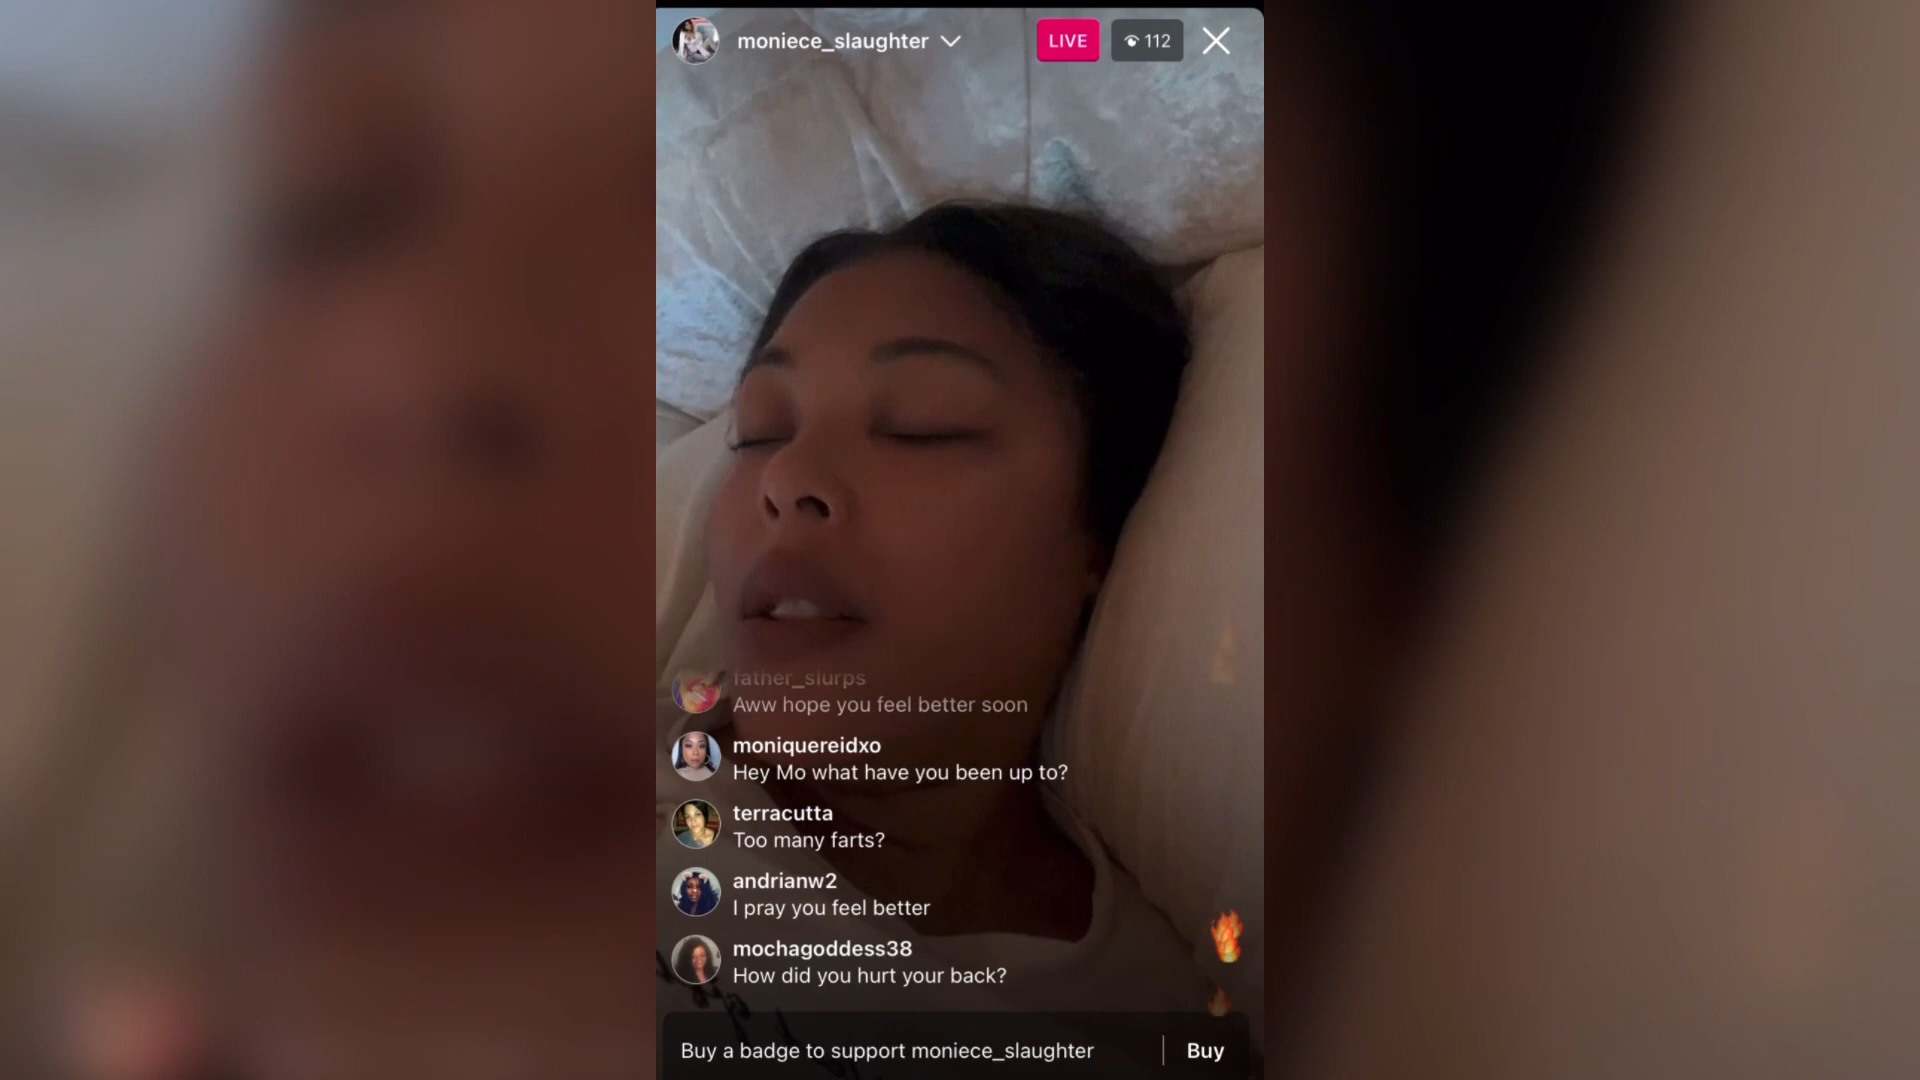 moniece_slaughter
LIVE
112
father_slurps
Aww hope you feel better soon
moniquereidxo
Hey Mo what have you been up to?
terracutta
Too many farts?
andrianw2
I pray you feel better
mochagoddess38
How did you hurt your back?
Buy a badge to support moniece_slaughter
Buy